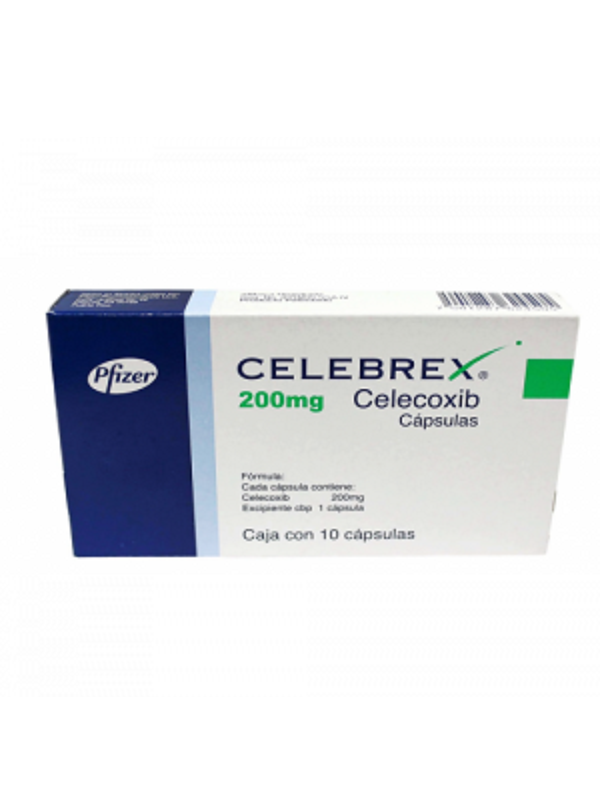 Pfizer
CELEBREX®
200mg Celecoxib
Cápsulas
Fórmula:
Cada cápsula contiene:
Celecoxib 200mg
Excipiente cbp 1 cápsula
Caja con 10 cápsulas